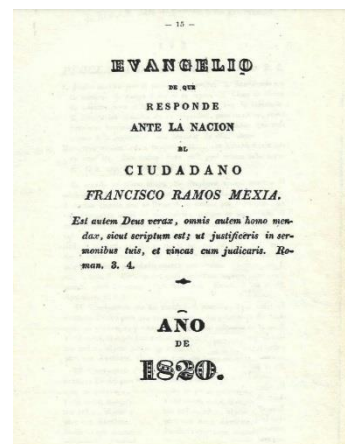 — 15 —
EVANGELIO
DE QUE
RESPONDE
ANTE LA NACION
EL
CIUDADANO
FRANCISCO RAMOS MEXIA.
Est autem Deus verax, omnis autem homo men-
dax, sicut scriptum est; ut justificeris in ser-
monibus tuis, et vincas cum judicaris. Ro-
man. 3. 4.
AÑO
DE
1820.